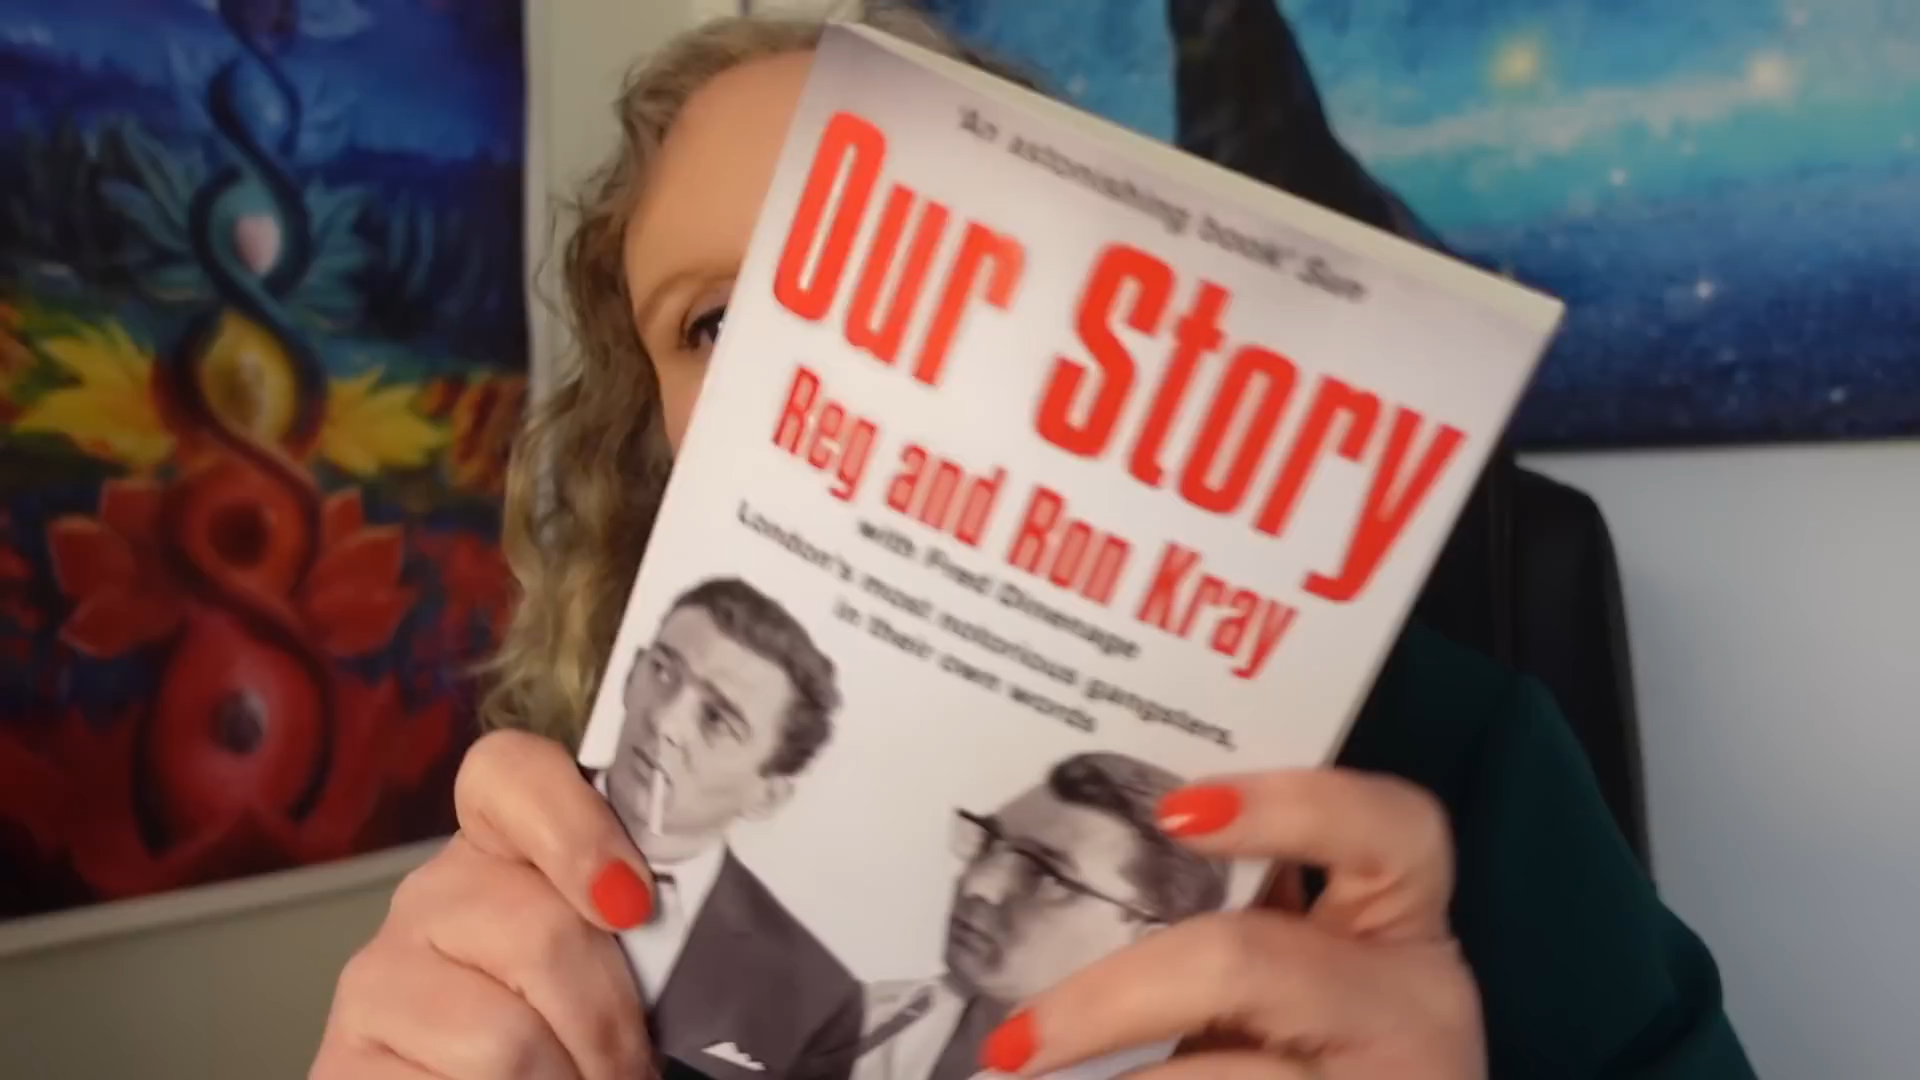 'An astonishing book' Sun
Our Story
Reg and Ron Kray
with Fred Dinenage
London's most notorious gangsters,
in their own words